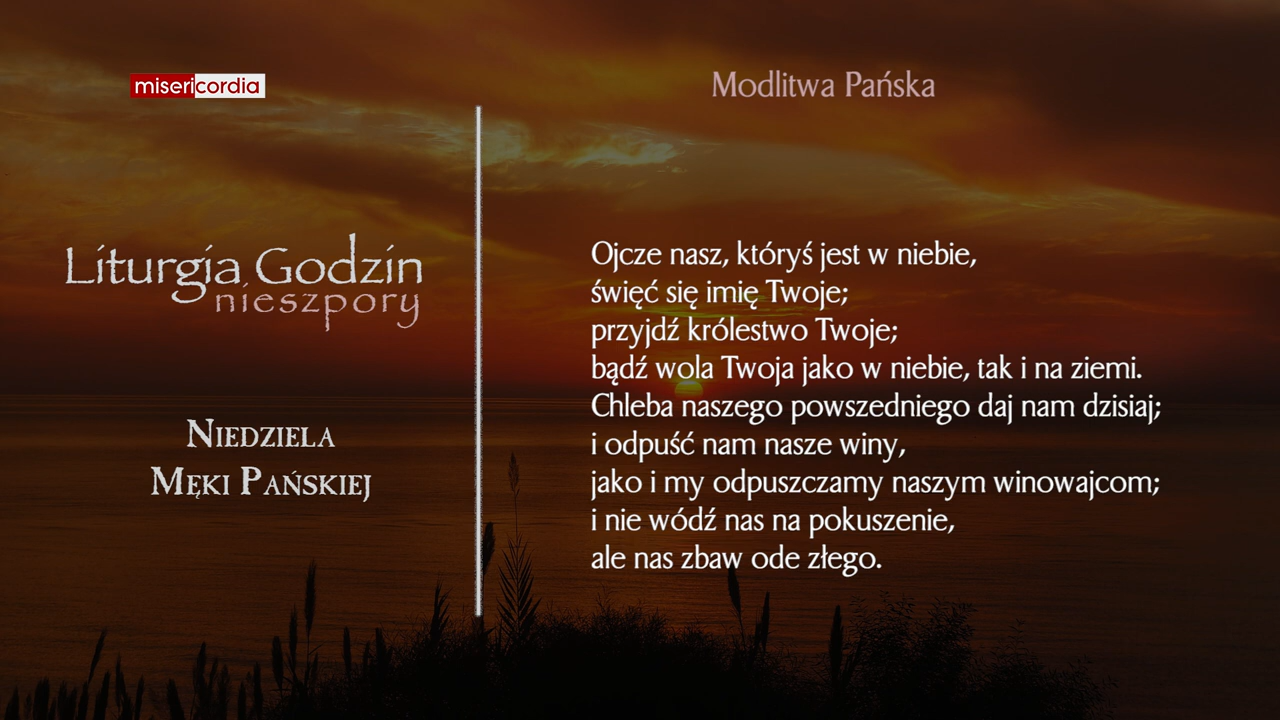 misericordia
Liturgia Godzin
nieszpory
Niedziela
Męki Pańskiej
Modlitwa Pańska
Ojcze nasz, któryś jest w niebie,
święć się imię Twoje;
przyjdź królestwo Twoje;
bądź wola Twoja jako w niebie, tak i na ziemi.
Chleba naszego powszedniego daj nam dzisiaj;
i odpuść nam nasze winy,
jako i my odpuszczamy naszym winowajcom;
i nie wódź nas na pokuszenie,
ale nas zbaw ode złego.